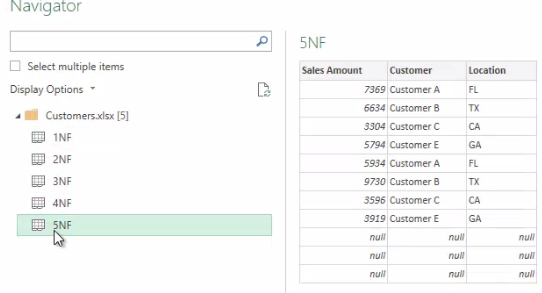 Navigator
Select multiple items
Display Options
Customers.xlsx [5]
1NF
2NF
3NF
4NF
5NF
5NF
Sales Amount Customer Location
7369 Customer A FL
6634 Customer B TX
3304 Customer C CA
5794 Customer E GA
5934 Customer A FL
9730 Customer B TX
3596 Customer C CA
3919 Customer E GA
null null null
null null null
null null null